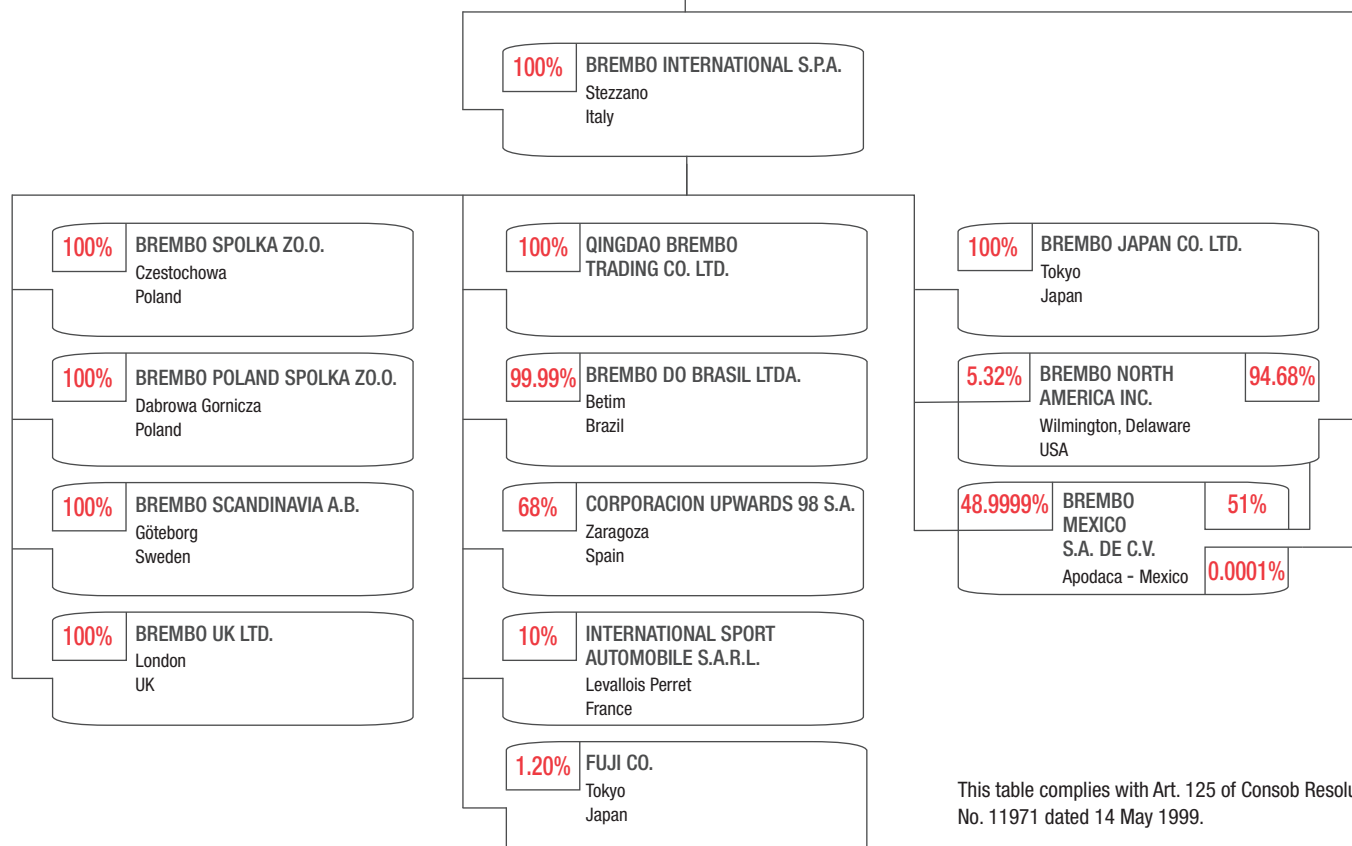 100%
BREMBO INTERNATIONAL S.P.A.
Stezzano
Italy
100%
BREMBO SPOLKA ZO.O.
Czestochowa
Poland
100%
BREMBO POLAND SPOLKA ZO.O.
Dabrowa Gornicza
Poland
100%
BREMBO SCANDINAVIA A.B.
Göteborg
Sweden
100%
BREMBO UK LTD.
London
UK
100%
QINGDAO BREMBO
TRADING CO. LTD.
99.99%
BREMBO DO BRASIL LTDA.
Betim
Brazil
68%
CORPORACION UPWARDS 98 S.A.
Zaragoza
Spain
10%
INTERNATIONAL SPORT
AUTOMOBILE S.A.R.L.
Levallois Perret
France
1.20%
FUJI CO.
Tokyo
Japan
100%
BREMBO JAPAN CO. LTD.
Tokyo
Japan
5.32%
BREMBO NORTH
AMERICA INC.
Wilmington, Delaware
USA
94.68%
48.9999%
BREMBO
MEXICO
S.A. DE C.V.
Apodaca - Mexico
51%
0.0001%
This table complies with Art. 125 of Consob Resolu
No. 11971 dated 14 May 1999.